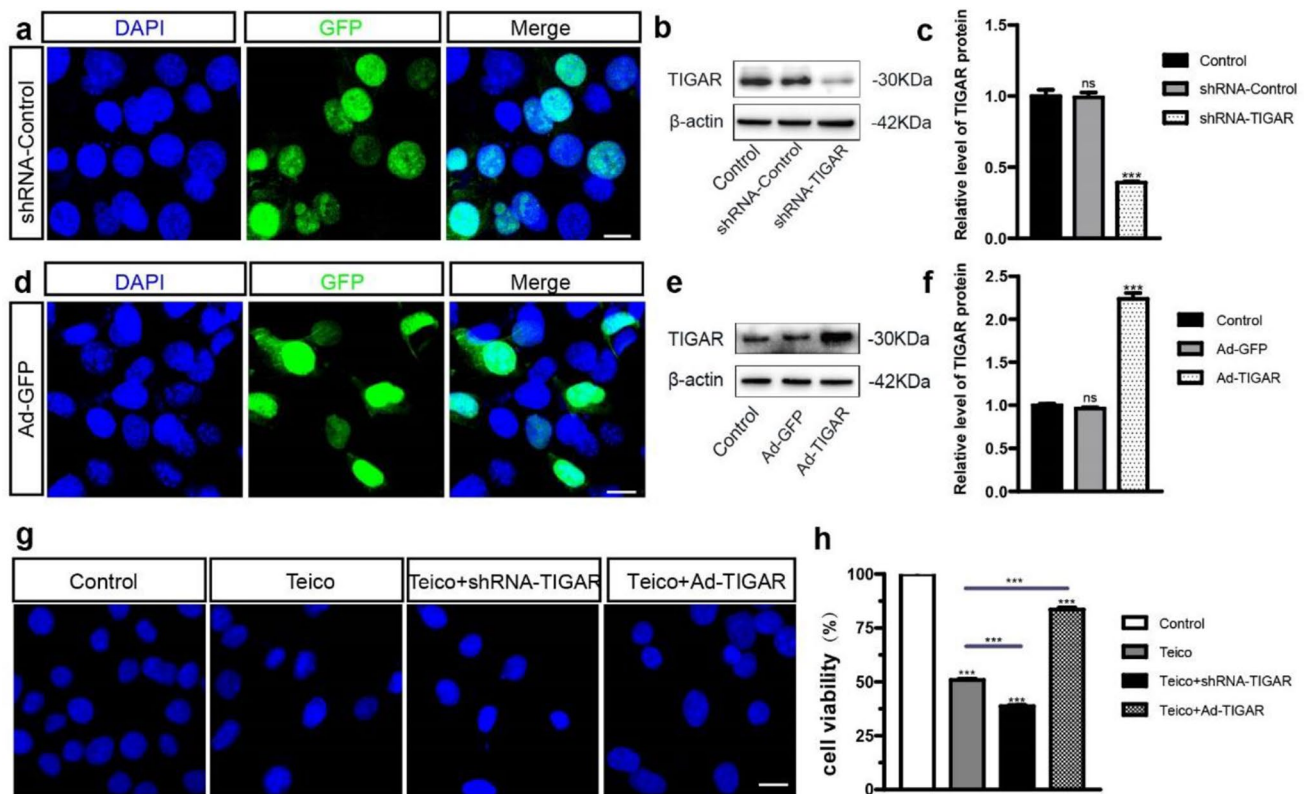 a
DAPI
GFP
Merge
shRNA-Control
b
TIGAR
-30KDa
β-actin
-42KDa
Control
shRNA-Control
shRNA-TIGAR
c
Relative level of TIGAR protein
1.5
1.0
0.5
0.0
ns
***
Control
shRNA-Control
shRNA-TIGAR
d
DAPI
GFP
Merge
Ad-GFP
e
TIGAR
-30KDa
β-actin
-42KDa
Control
Ad-GFP
Ad-TIGAR
f
Relative level of TIGAR protein
2.5
2.0
1.5
1.0
0.5
0.0
ns
***
Control
Ad-GFP
Ad-TIGAR
g
Control
Teico
Teico+shRNA-TIGAR
Teico+Ad-TIGAR
h
cell viability (%)
100
75
50
25
0
***
***
***
***
***
Control
Teico
Teico+shRNA-TIGAR
Teico+Ad-TIGAR